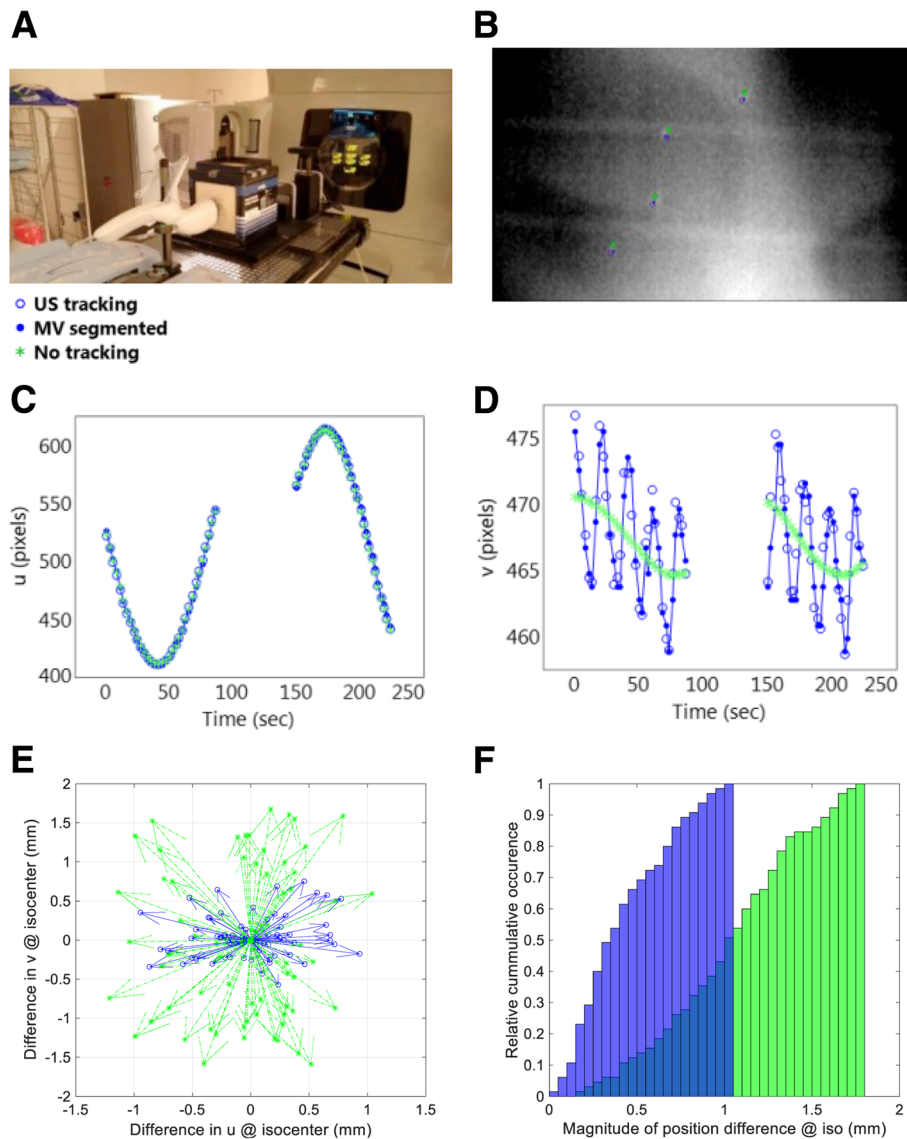 A
B
US tracking
MV segmented
No tracking
C
D
600
550
500
450
400
u (pixels)
0 50 100 150 200 250
Time (sec)
475
470
465
460
v (pixels)
0 50 100 150 200 250
Time (sec)
E
F
2
1.5
1
0.5
0
-0.5
-1
-1.5
-2
Difference in v @ isocenter (mm)
-1.5 -1 -0.5 0 0.5 1 1.5
Difference in u @ isocenter (mm)
1
0.9
0.8
0.7
0.6
0.5
0.4
0.3
0.2
0.1
0
Relative cummulative occurence
0 0.5 1 1.5 2
Magnitude of position difference @ iso (mm)